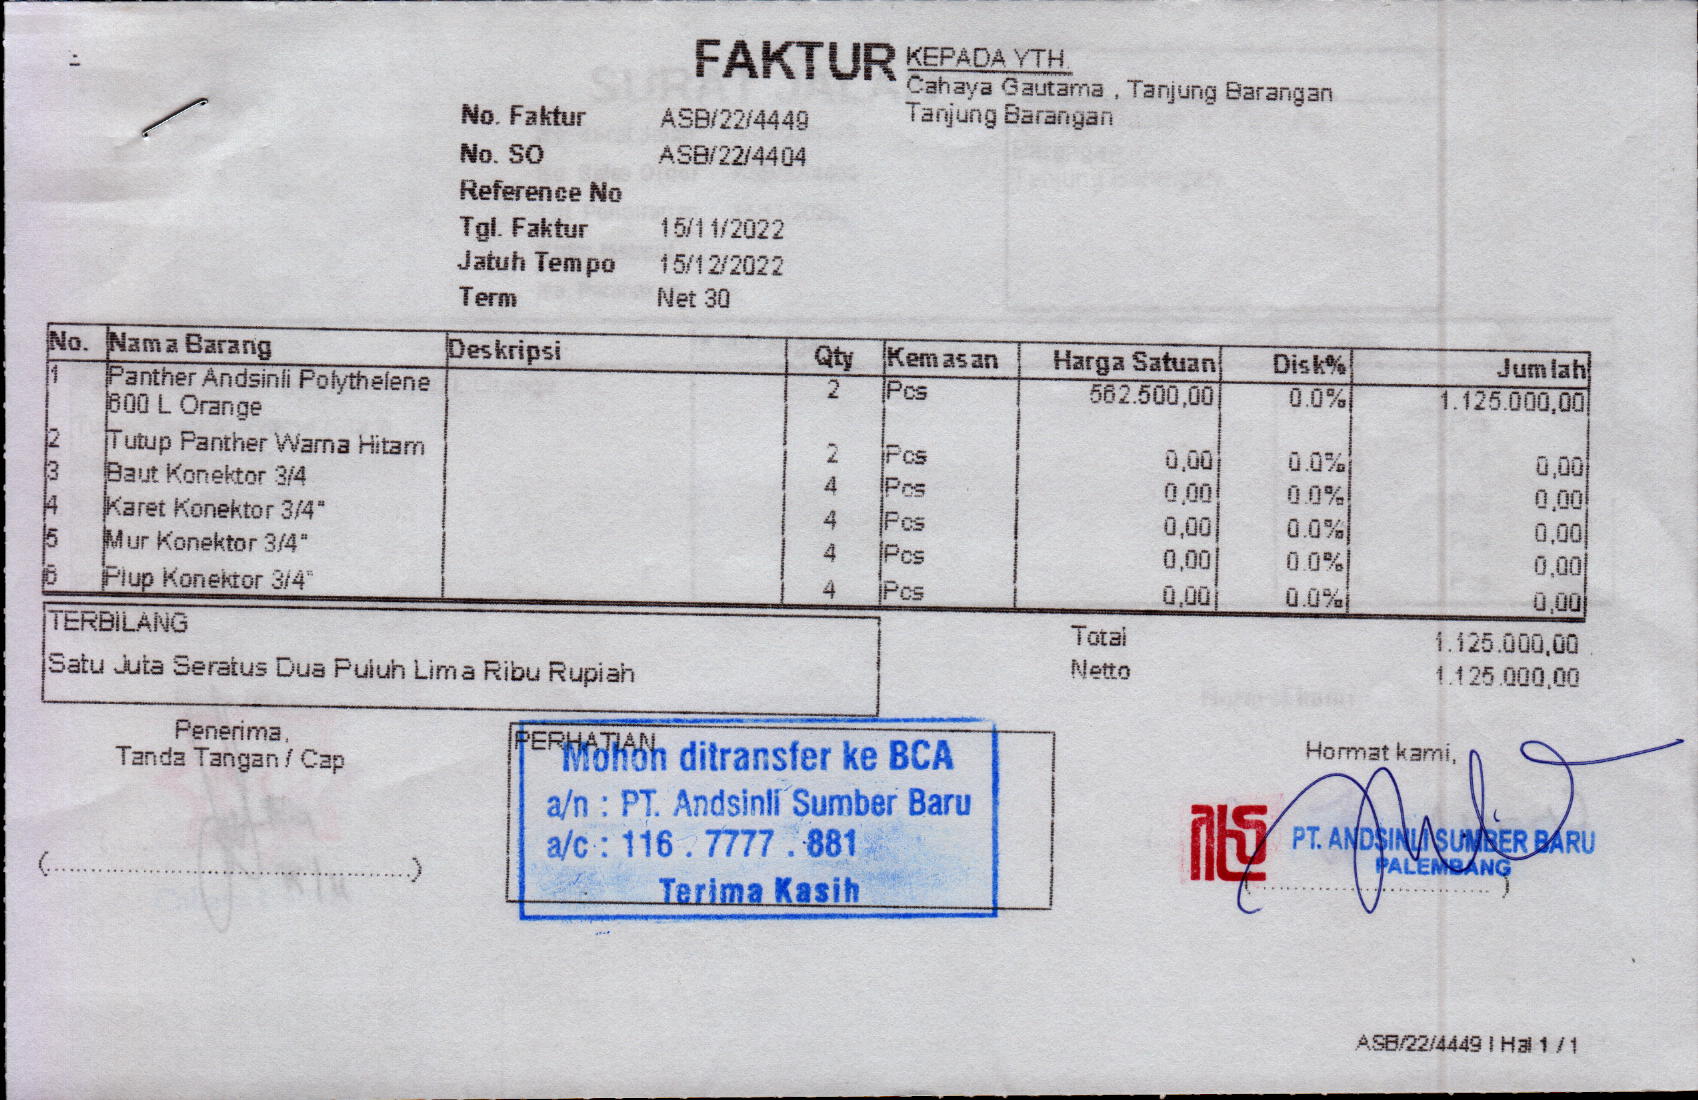 FAKTUR
KEPADA YTH.
Cahaya Gautama , Tanjung Barangan
Tanjung Barangan
No. Faktur ASB/22/4449
No. SO ASB/22/4404
Reference No
Tgl. Faktur 15/11/2022
Jatuh Tempo 15/12/2022
Term Net 30
No. Nama Barang Deskripsi Qty Kemasan Harga Satuan Disk% Jumlah
1 Panther Andsinli Polythelene 2 Pcs 562.500,00 0.0% 1.125.000,00
600 L Orange
2 Tutup Panther Warna Hitam 2 Pcs 0,00 0.0% 0,00
3 Baut Konektor 3/4 4 Pcs 0,00 0.0% 0,00
4 Karet Konektor 3/4" 4 Pcs 0,00 0.0% 0,00
5 Mur Konektor 3/4" 4 Pcs 0,00 0.0% 0,00
6 Plup Konektor 3/4" 4 Pcs 0,00 0.0% 0,00
TERBILANG
Satu Juta Seratus Dua Puluh Lima Ribu Rupiah
Total 1.125.000,00
Netto 1.125.000,00
Penerima,
Tanda Tangan / Cap
PERHATIAN
Mohon ditransfer ke BCA
a/n : PT. Andsinli Sumber Baru
a/c : 116 . 7777 . 881
Terima Kasih
Hormat kami,
PT. ANDSINLI SUMBER BARU
PALEMBANG
ASB/22/4449 | Hal 1 / 1